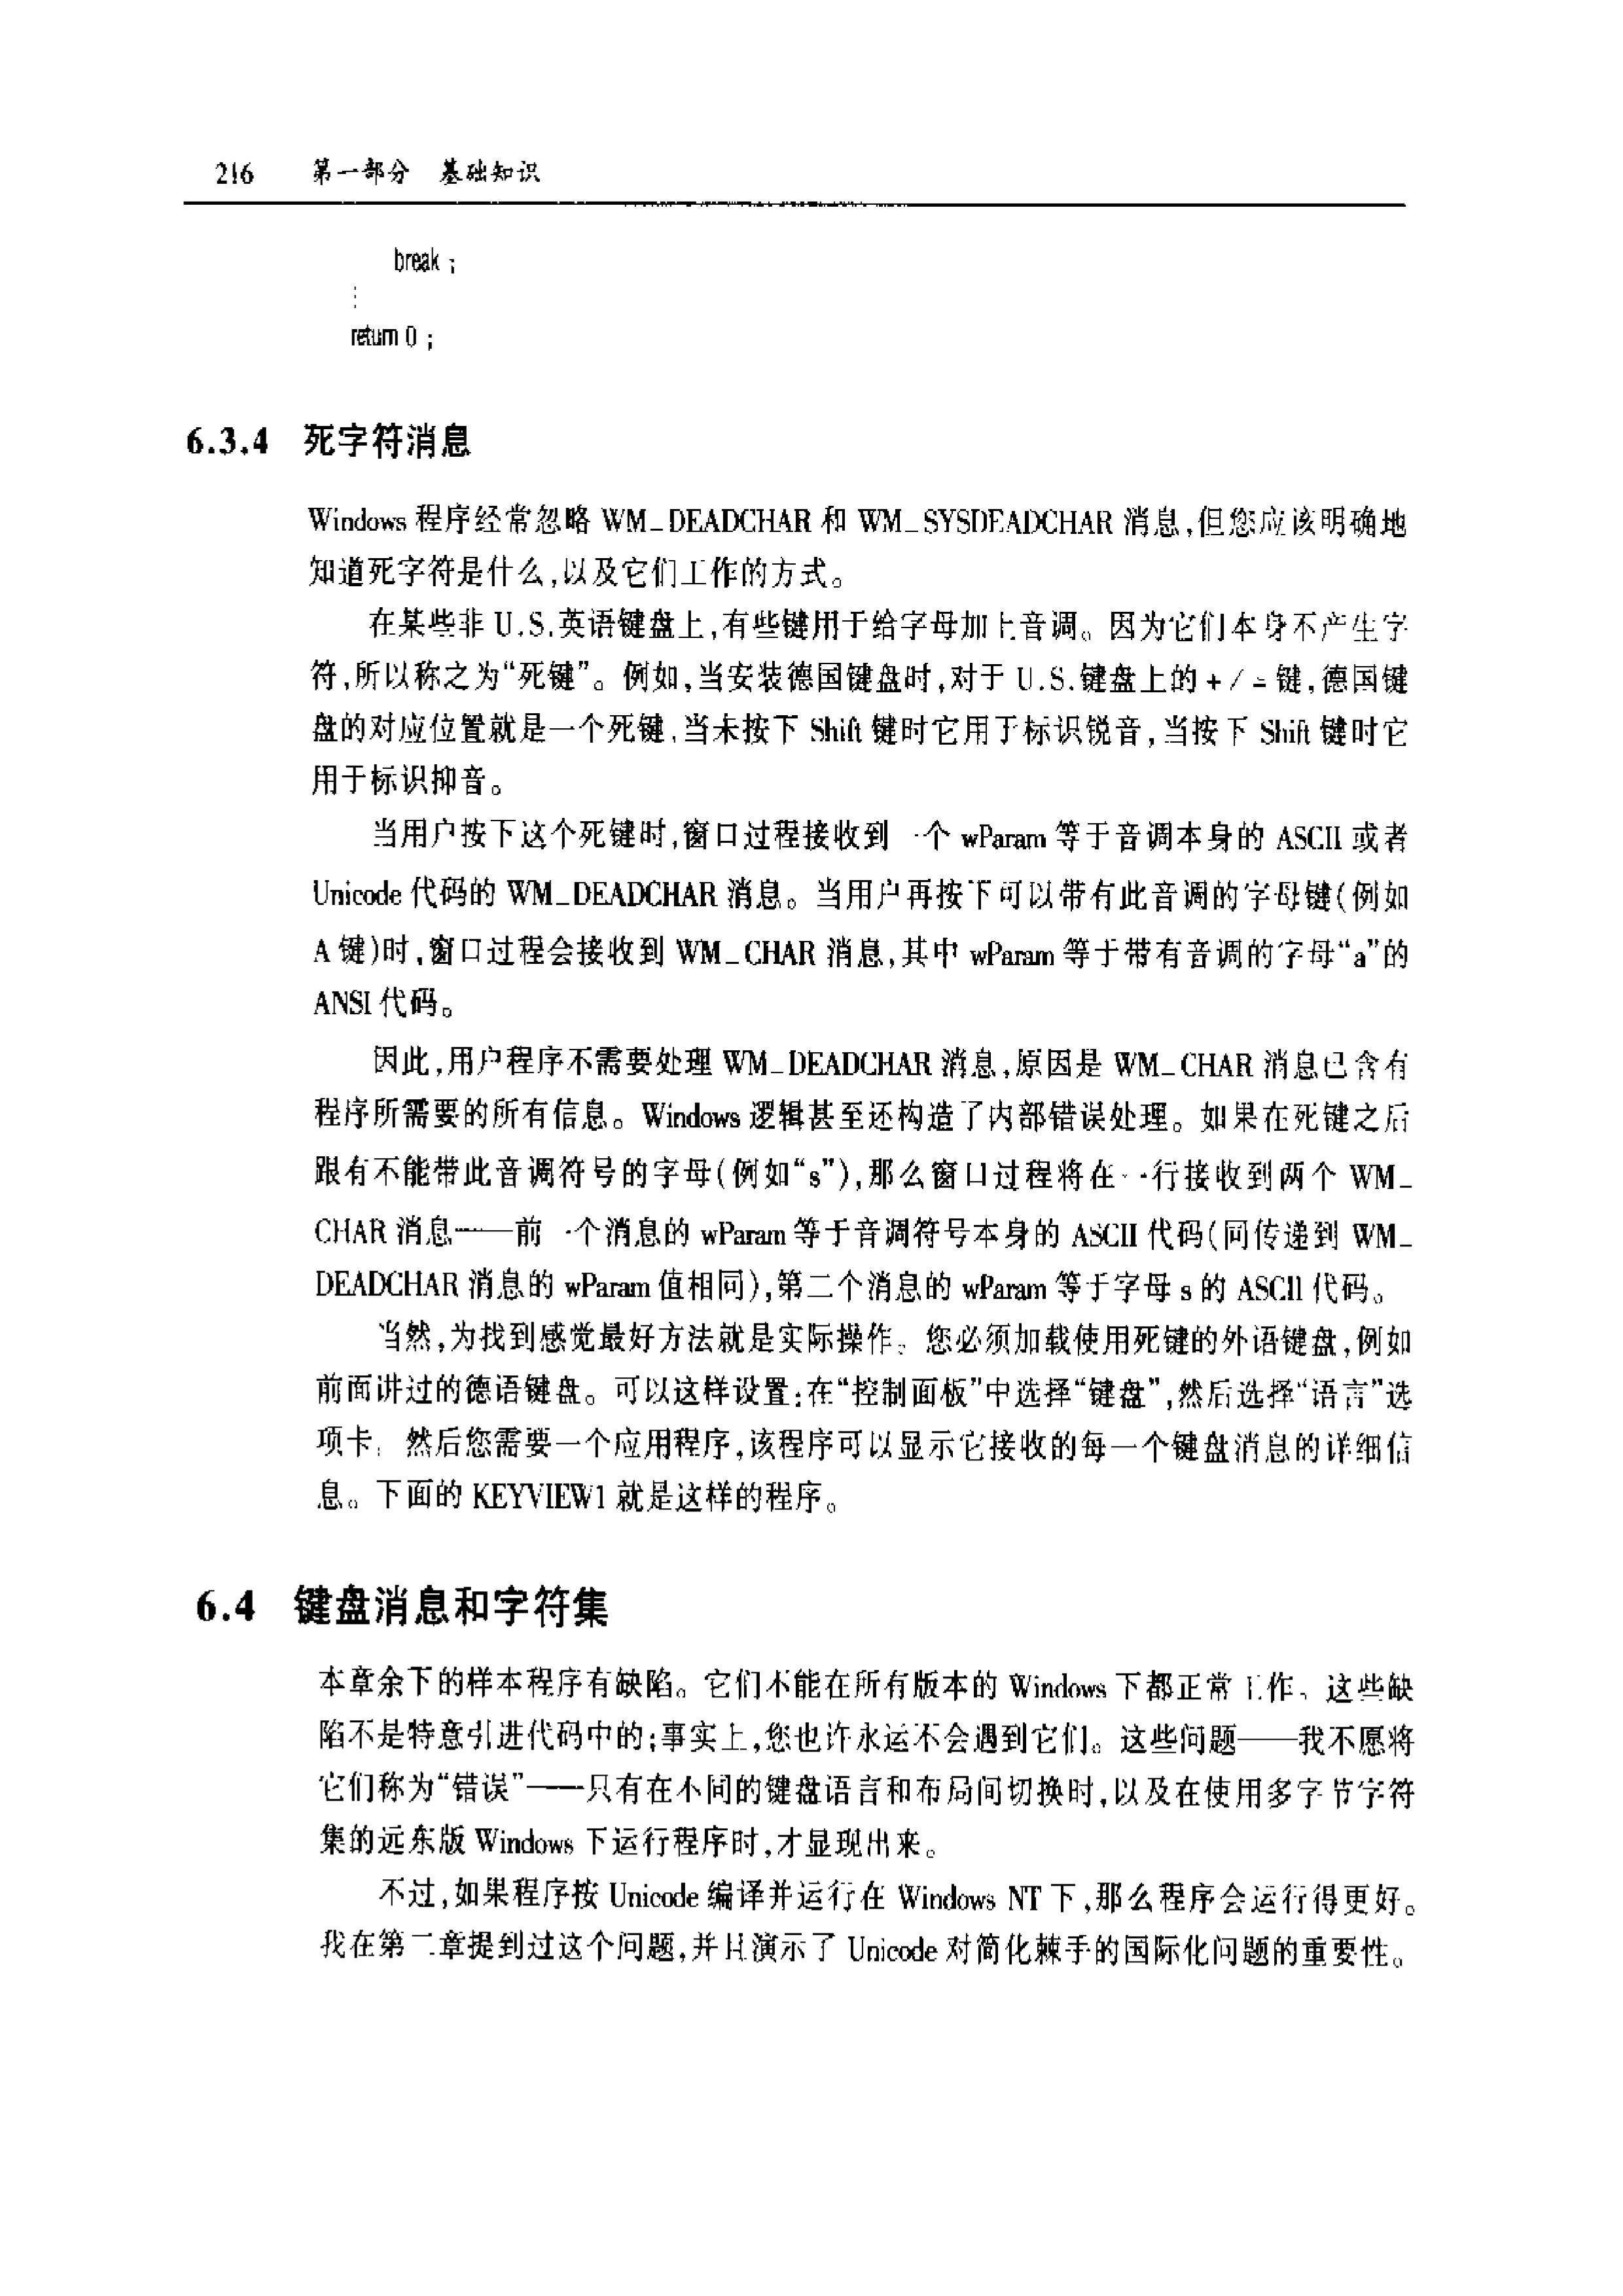 216 第一部分 基础知识
break ;
⋮
return 0 ;
6.3.4 死字符消息
Windows 程序经常忽略 WM_DEADCHAR 和 WM_SYSDEADCHAR 消息,但您应该明确地
知道死字符是什么,以及它们工作的方式。
在某些非 U.S.英语键盘上,有些键用于给字母加上音调。因为它们本身不产生字
符,所以称之为“死键”。例如,当安装德国键盘时,对于 U.S.键盘上的 + / = 键,德国键
盘的对应位置就是一个死键,当未按下 Shift 键时它用于标识锐音,当按下 Shift 键时它
用于标识抑音。
当用户按下这个死键时,窗口过程接收到一个 wParam 等于音调本身的 ASCII 或者
Unicode 代码的 WM_DEADCHAR 消息。当用户再按下可以带有此音调的字母键(例如
A 键)时,窗口过程会接收到 WM_CHAR 消息,其中 wParam 等于带有音调的字母“a”的
ANSI 代码。
因此,用户程序不需要处理 WM_DEADCHAR 消息,原因是 WM_CHAR 消息已含有
程序所需要的所有信息。Windows 逻辑甚至还构造了内部错误处理。如果在死键之后
跟有不能带此音调符号的字母(例如“s”),那么窗口过程将在一行接收到两个 WM_
CHAR 消息——前一个消息的 wParam 等于音调符号本身的 ASCII 代码(同传递到 WM_
DEADCHAR 消息的 wParam 值相同),第二个消息的 wParam 等于字母 s 的 ASCII 代码。
当然,为找到感觉最好方法就是实际操作。您必须加载使用死键的外语键盘,例如
前面讲过的德语键盘。可以这样设置:在“控制面板”中选择“键盘”,然后选择“语言”选
项卡。然后您需要一个应用程序,该程序可以显示它接收的每一个键盘消息的详细信
息。下面的 KEYVIEW1 就是这样的程序。
6.4 键盘消息和字符集
本章余下的样本程序有缺陷。它们不能在所有版本的 Windows 下都正常工作。这些缺
陷不是特意引进代码中的;事实上,您也许永远不会遇到它们。这些问题——我不愿将
它们称为“错误”——只有在不同的键盘语言和布局间切换时,以及在使用多字节字符
集的远东版 Windows 下运行程序时,才显现出来。
不过,如果程序按 Unicode 编译并运行在 Windows NT 下,那么程序会运行得更好。
我在第二章提到过这个问题,并且演示了 Unicode 对简化棘手的国际化问题的重要性。